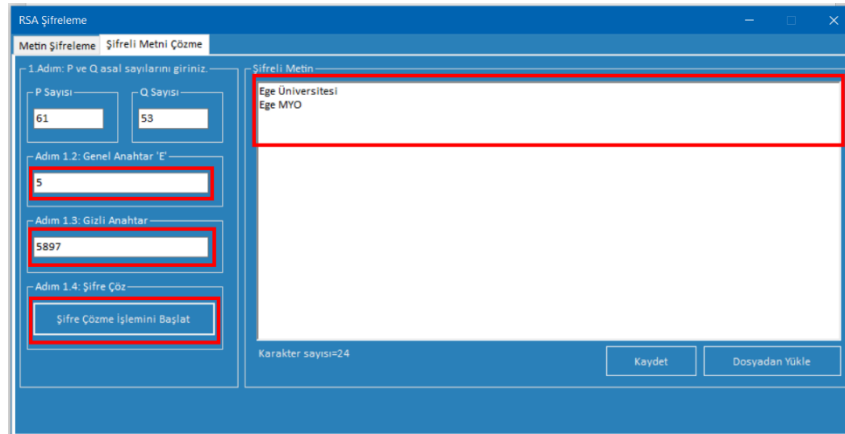 RSA Şifreleme
Metin Şifreleme Şifreli Metni Çözme
1.Adım: P ve Q asal sayılarını giriniz.
P Sayısı
Q Sayısı
61
53
Adım 1.2: Genel Anahtar 'E'
5
Adım 1.3: Gizli Anahtar
5897
Adım 1.4: Şifre Çöz
Şifre Çözme İşlemini Başlat
Şifreli Metin
Ege Üniversitesi
Ege MYO
Karakter sayısı=24
Kaydet
Dosyadan Yükle